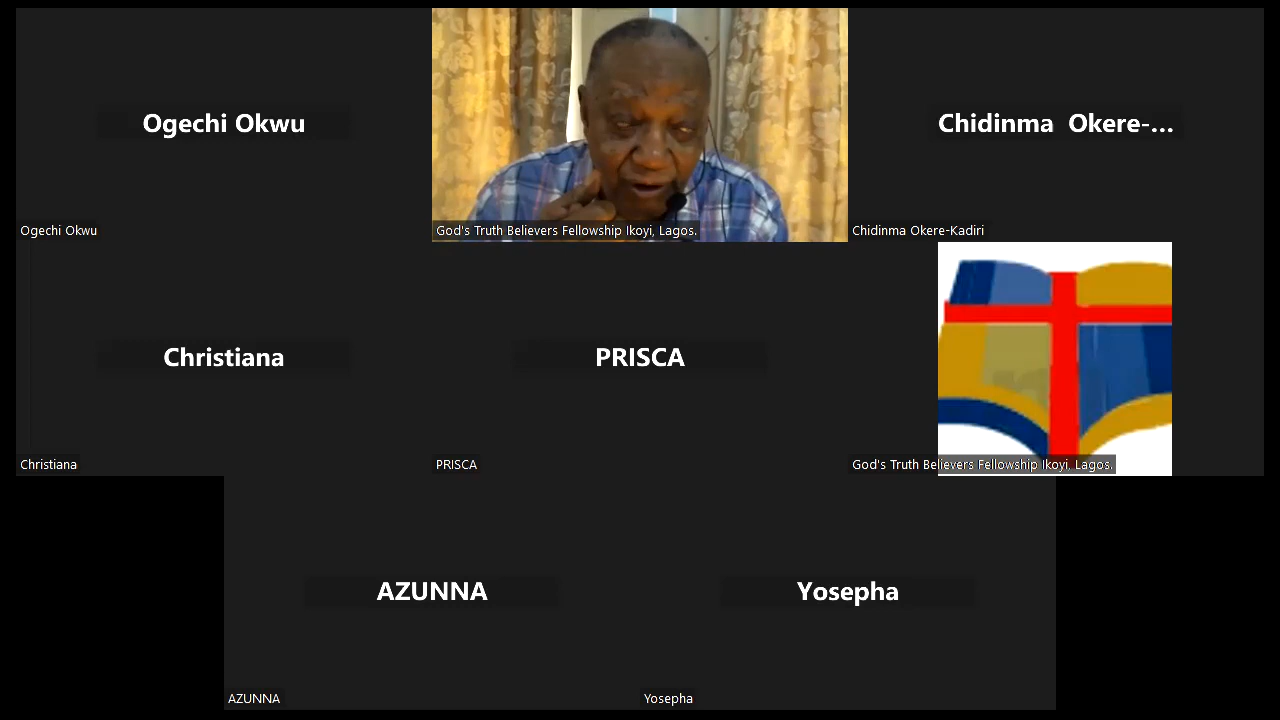 Ogechi Okwu
Ogechi Okwu
God's Truth Believers Fellowship Ikoyi, Lagos.
Chidinma Okere-...
Chidinma Okere-Kadiri
Christiana
Christiana
PRISCA
PRISCA
God's Truth Believers Fellowship Ikoyi, Lagos.
AZUNNA
AZUNNA
Yosepha
Yosepha